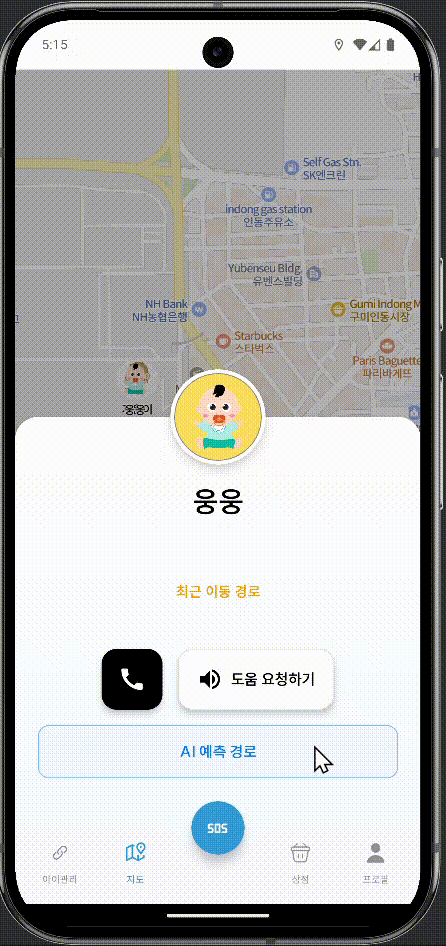 5:15
H
Self Gas Stn.
SK엔크린
indong gas station
인동주유소
Yubenseu Bldg.
유벤스빌딩
NH Bank
NH농협은행
Gumi Indong M
구미인동시장
Starbucks
스타벅스
Paris Baguette
파리바게뜨
N
웅웅
최근 이동 경로
도움 요청하기
AI 예측 경로
SOS
아이관리
지도
상점
프로필